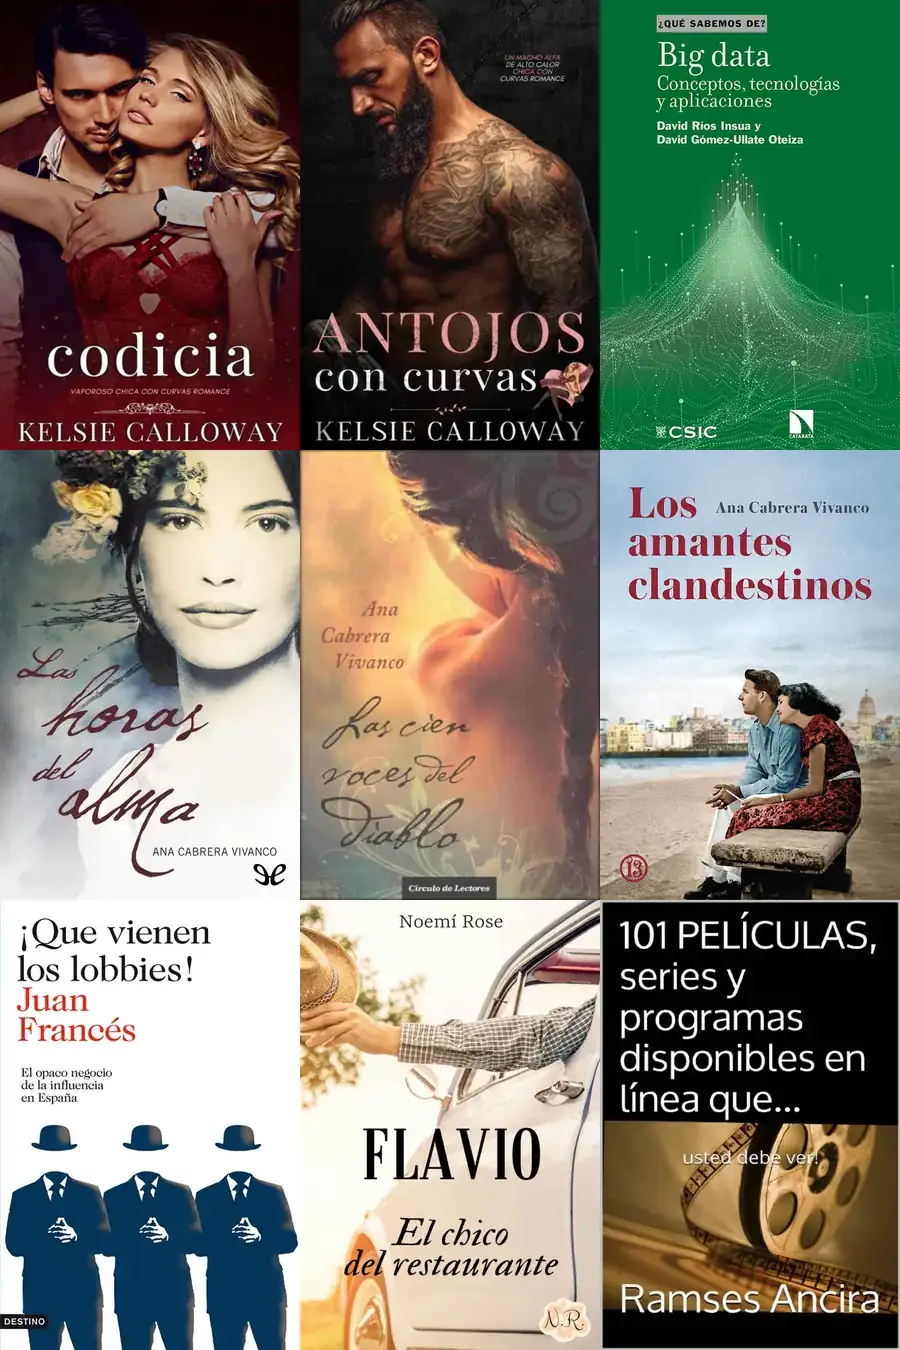 codicia
VAPOROSO CHICA CON CURVAS ROMANCE
KELSIE CALLOWAY
UN MACHO ALFA
DE ALTO CALOR
CHICA CON
CURVAS ROMANCE
ANTOJOS
con curvas
KELSIE CALLOWAY
¿QUÉ SABEMOS DE?
Big data
Conceptos, tecnologías
y aplicaciones
David Ríos Insua y
David Gómez-Ullate Oteiza
CSIC
CATARATA
Las
horas
del
alma
ANA CABRERA VIVANCO
Ana
Cabrera
Vivanco
Las cien
voces del
Diablo
Círculo de Lectores
Los
amantes
clandestinos
Ana Cabrera Vivanco
13
¡Que vienen
los lobbies!
Juan
Francés
El opaco negocio
de la influencia
en España
DESTINO
Noemí Rose
FLAVIO
El chico
del restaurante
N.R.
101 PELÍCULAS,
series y
programas
disponibles en
línea que...
usted debe ver!
Ramses Ancira